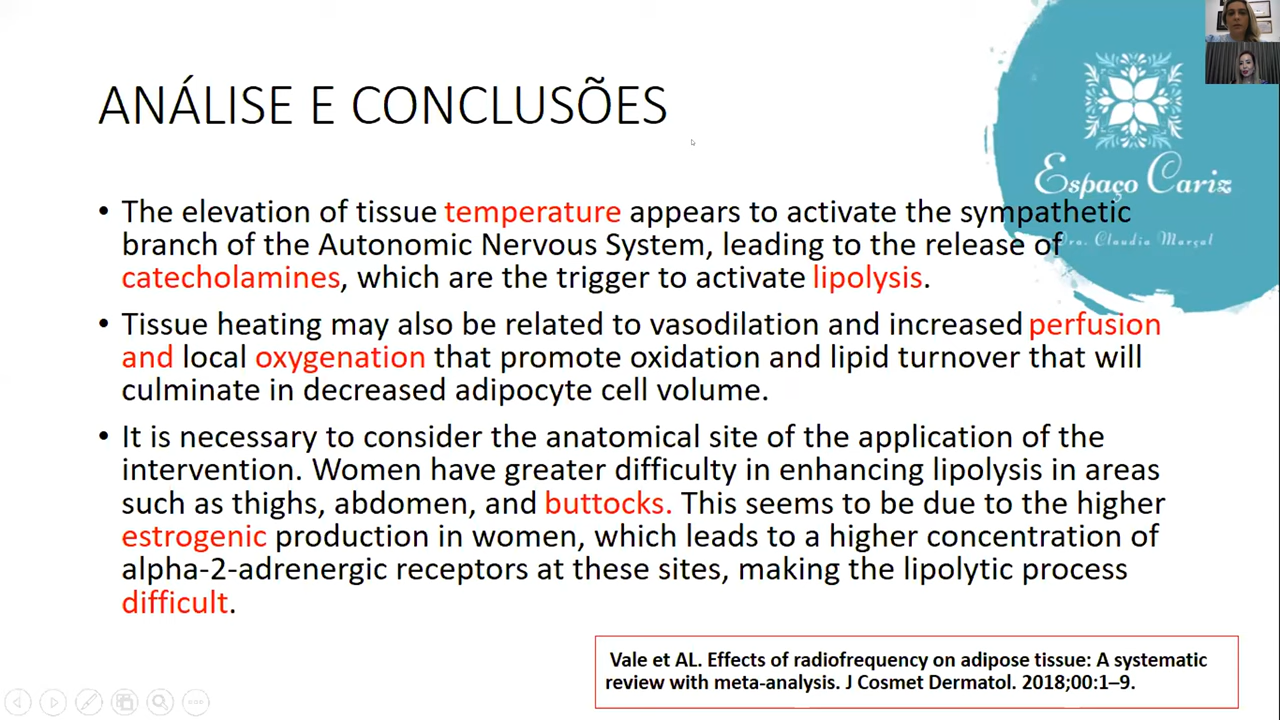 ANÁLISE E CONCLUSÕES
Espaço Cariz
Dra. Claudia Marçal
• The elevation of tissue temperature appears to activate the sympathetic
branch of the Autonomic Nervous System, leading to the release of
catecholamines, which are the trigger to activate lipolysis.
• Tissue heating may also be related to vasodilation and increased perfusion
and local oxygenation that promote oxidation and lipid turnover that will
culminate in decreased adipocyte cell volume.
• It is necessary to consider the anatomical site of the application of the
intervention. Women have greater difficulty in enhancing lipolysis in areas
such as thighs, abdomen, and buttocks. This seems to be due to the higher
estrogenic production in women, which leads to a higher concentration of
alpha-2-adrenergic receptors at these sites, making the lipolytic process
difficult.
Vale et AL. Effects of radiofrequency on adipose tissue: A systematic
review with meta-analysis. J Cosmet Dermatol. 2018;00:1–9.